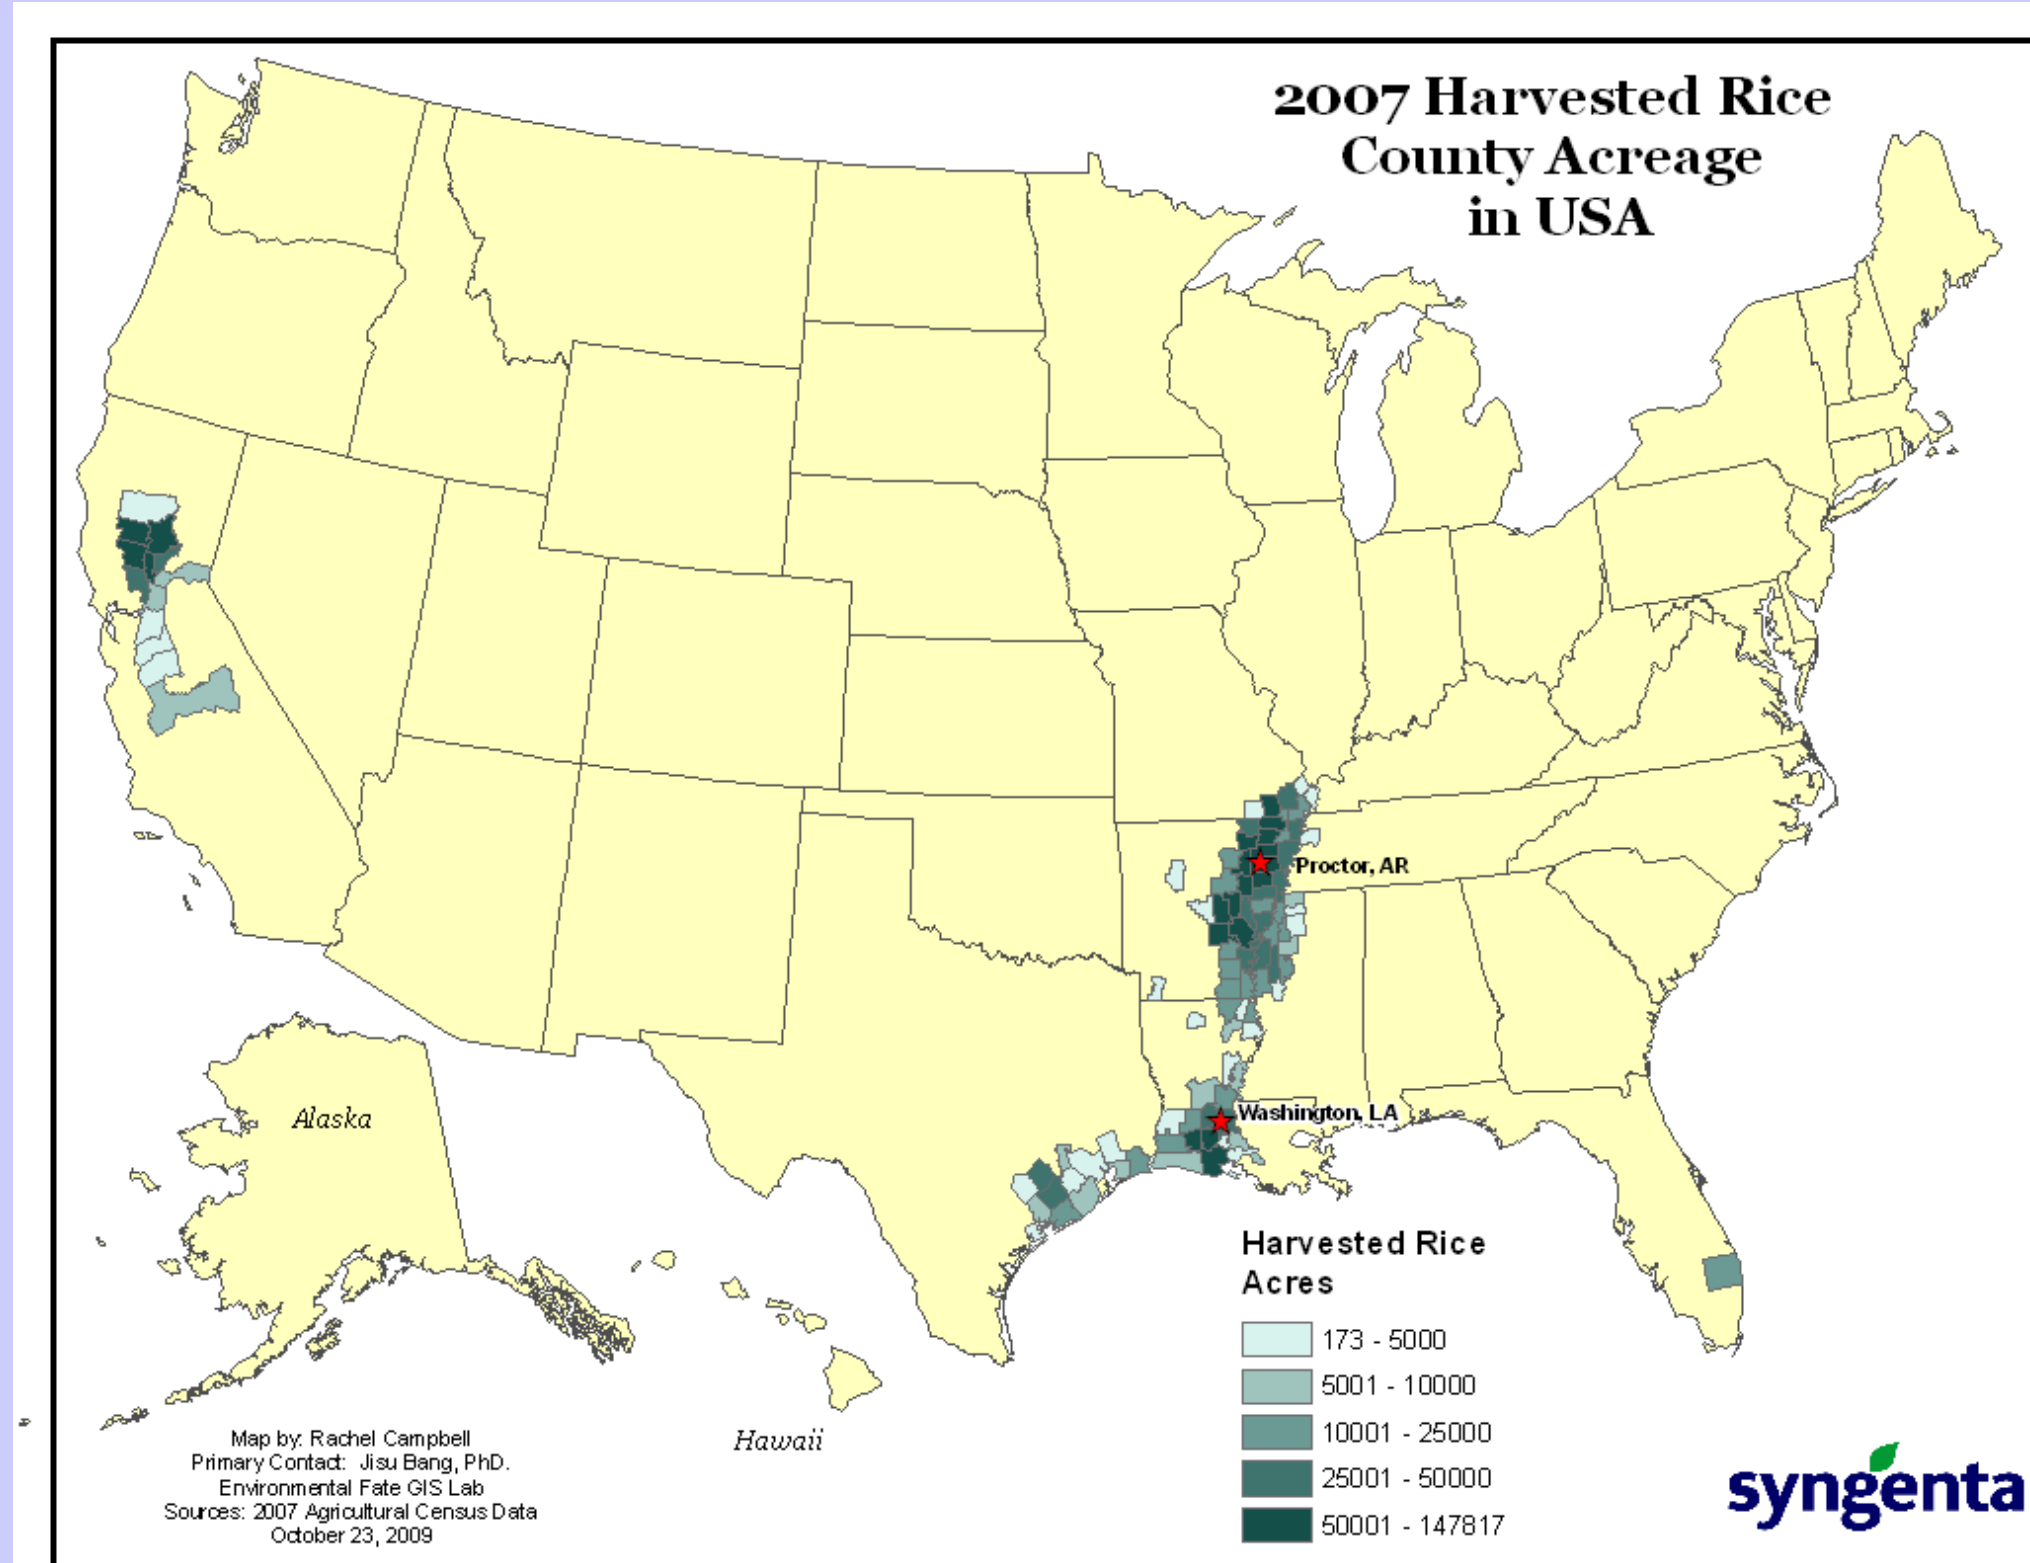 2007 Harvested Rice
County Acreage
in USA
Proctor, AR
Washington, LA
Alaska
Hawaii
Harvested Rice
Acres
173 - 5000
5001 - 10000
10001 - 25000
25001 - 50000
50001 - 147817
Map by: Rachel Campbell
Primary Contact: Jisu Bang, PhD.
Environmental Fate GIS Lab
Sources: 2007 Agricultural Census Data
October 23, 2009
syngenta